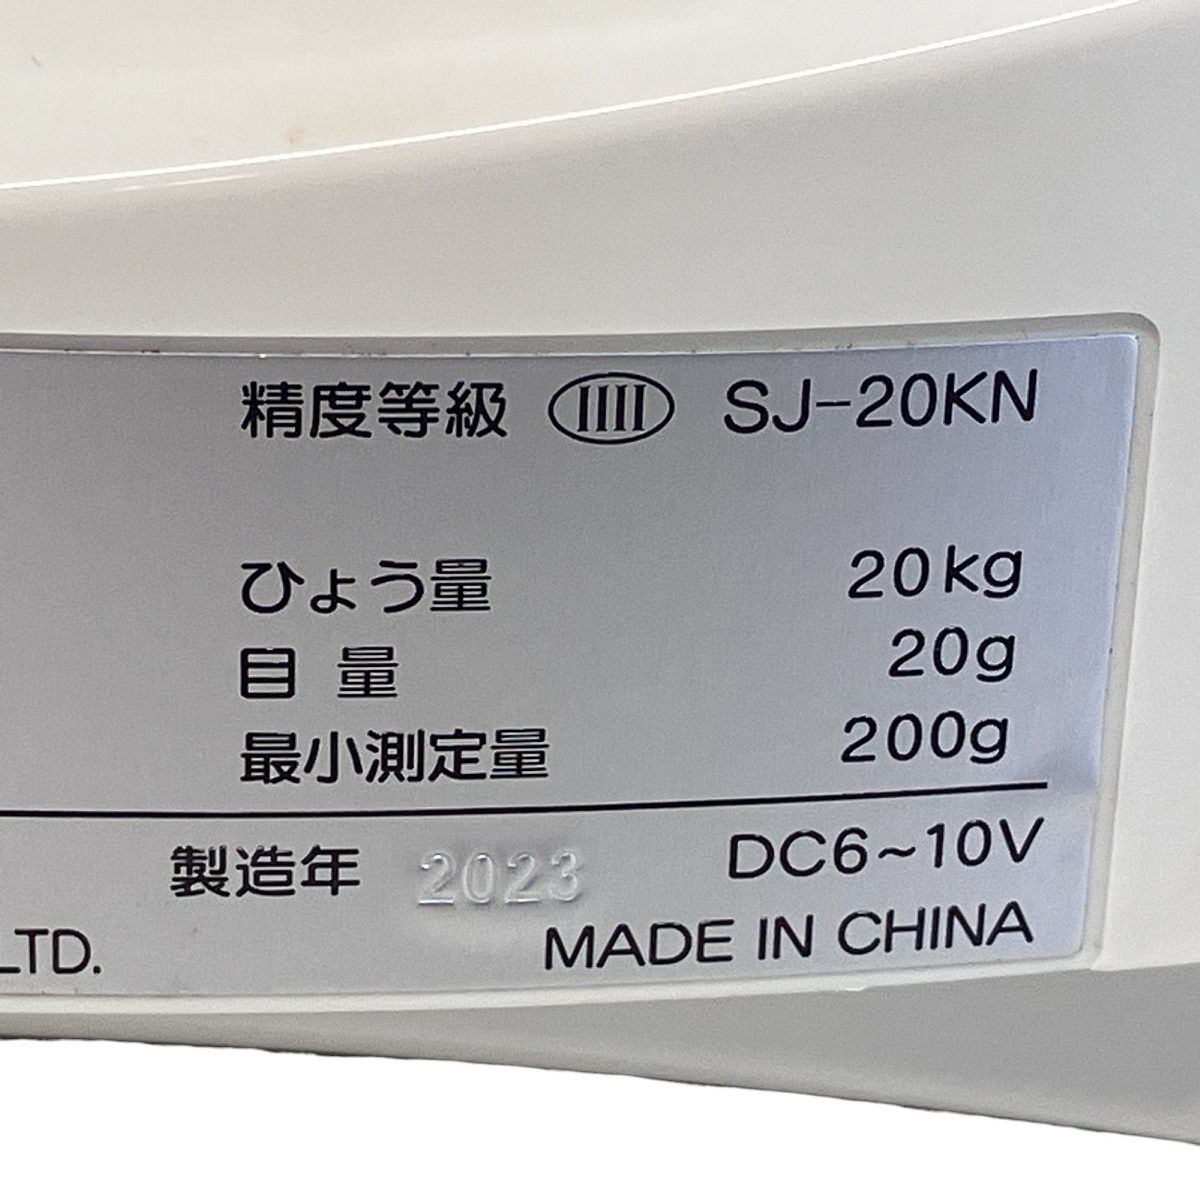 精度等級 IIII SJ-20KN
ひょう量 20kg
目 量 20g
最小測定量 200g
製造年 2023 DC6~10V
LTD. MADE IN CHINA